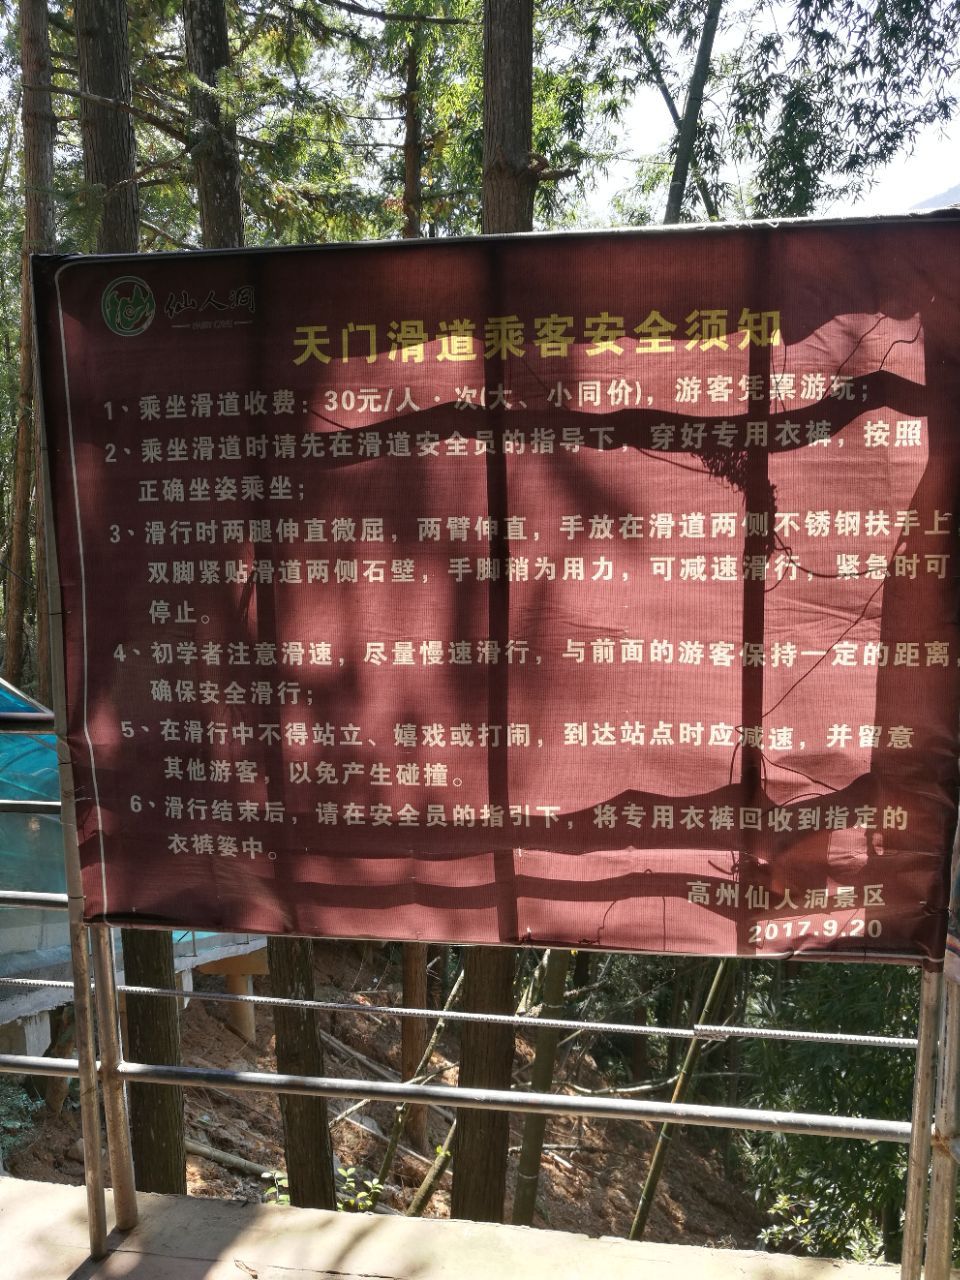 仙人洞
天门滑道乘客安全须知
1、乘坐滑道收费：30元/人·次(大、小同价)，游客凭票游玩；
2、乘坐滑道时请先在滑道安全员的指导下，穿好专用衣裤，按照
正确坐姿乘坐；
3、滑行时两腿伸直微屈，两臂伸直，手放在滑道两侧不锈钢扶手上
双脚紧贴滑道两侧石壁，手脚稍为用力，可减速滑行，紧急时可
停止。
4、初学者注意滑速，尽量慢速滑行，与前面的游客保持一定的距离，
确保安全滑行；
5、在滑行中不得站立、嬉戏或打闹，到达站点时应减速，并留意
其他游客，以免产生碰撞。
6、滑行结束后，请在安全员的指引下，将专用衣裤回收到指定的
衣裤篓中。
高州仙人洞景区
2017.9.20